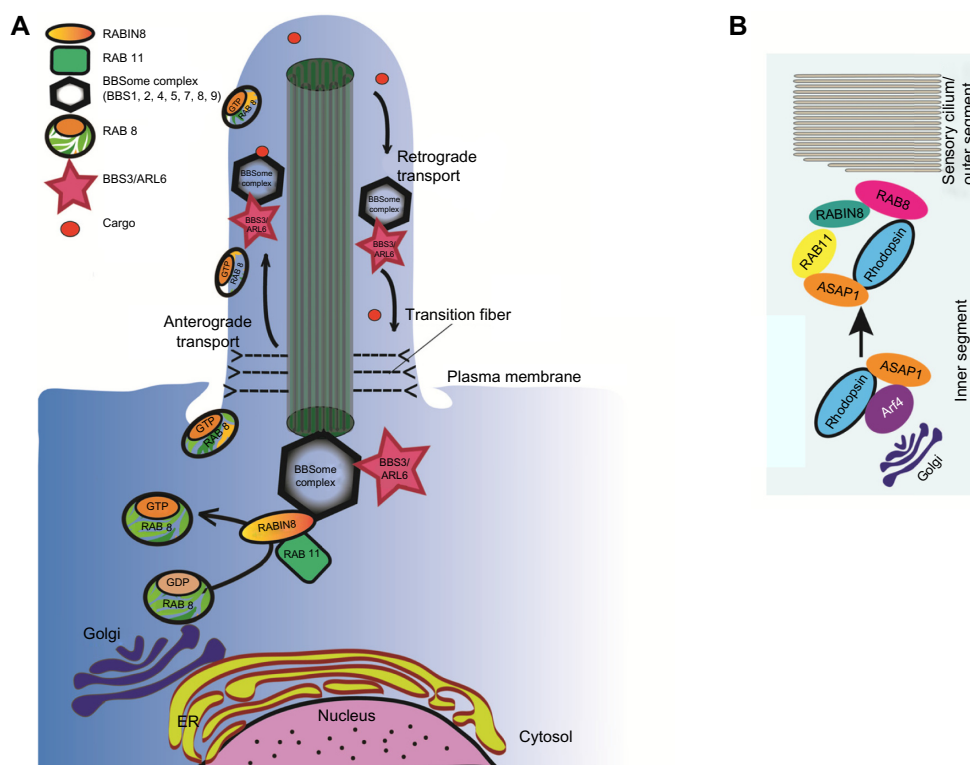 A
RABIN8
RAB 11
BBSome complex
(BBS1, 2, 4, 5, 7, 8, 9)
GTP
RAB 8
BBS3/ARL6
Cargo
GTP
RAB 8
BBSome
complex
BBS3/
ARL6
GTP
RAB 8
Retrograde
transport
BBSome
complex
BBS3/
ARL6
Anterograde
transport
Transition fiber
Plasma membrane
GTP
RAB 8
BBSome
complex
BBS3/
ARL6
GTP
RAB 8
RABIN8
RAB 11
GDP
RAB 8
Golgi
ER
Nucleus
Cytosol
B
Sensory cilium/
outer segment
RAB8
RABIN8
RAB11
Rhodopsin
ASAP1
Inner segment
ASAP1
Rhodopsin
Arf4
Golgi